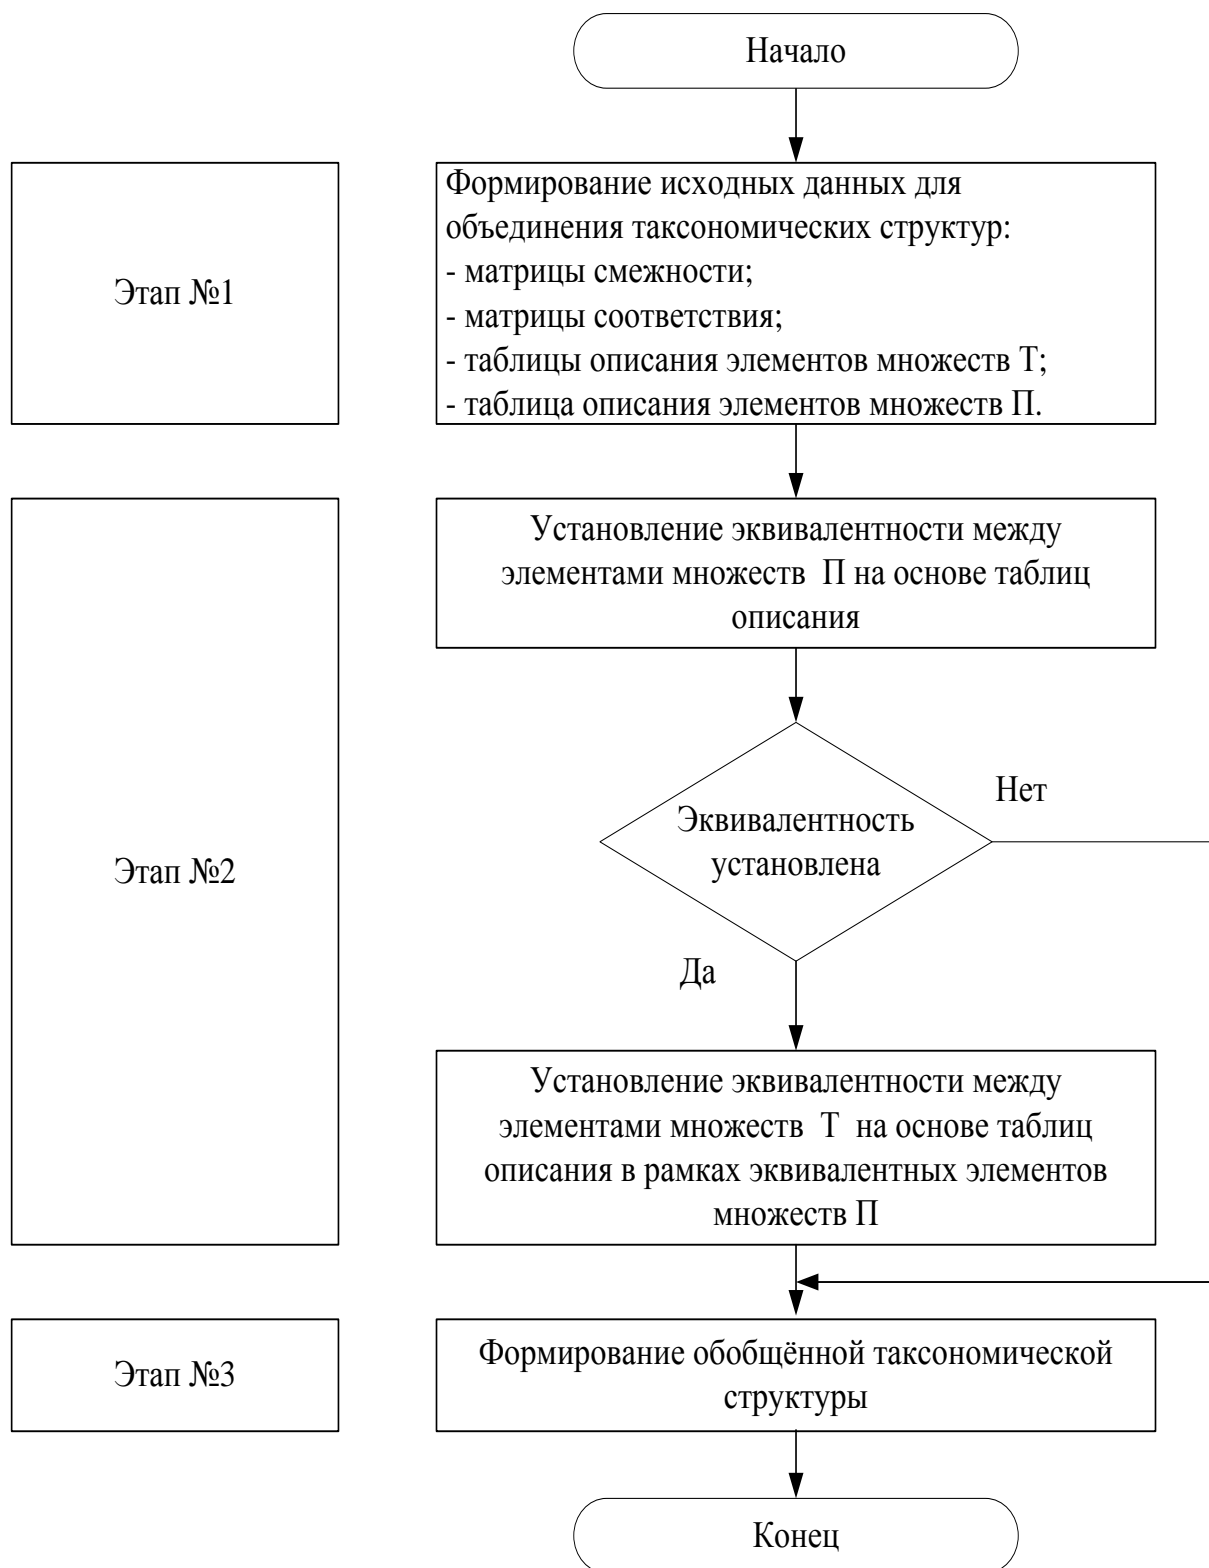 Начало
Этап №1
Формирование исходных данных для
объединения таксономических структур:
- матрицы смежности;
- матрицы соответствия;
- таблицы описания элементов множеств Т;
- таблица описания элементов множеств П.
Этап №2
Установление эквивалентности между
элементами множеств П на основе таблиц
описания
Эквивалентность
установлена
Нет
Да
Установление эквивалентности между
элементами множеств Т на основе таблиц
описания в рамках эквивалентных элементов
множеств П
Этап №3
Формирование обобщённой таксономической
структуры
Конец